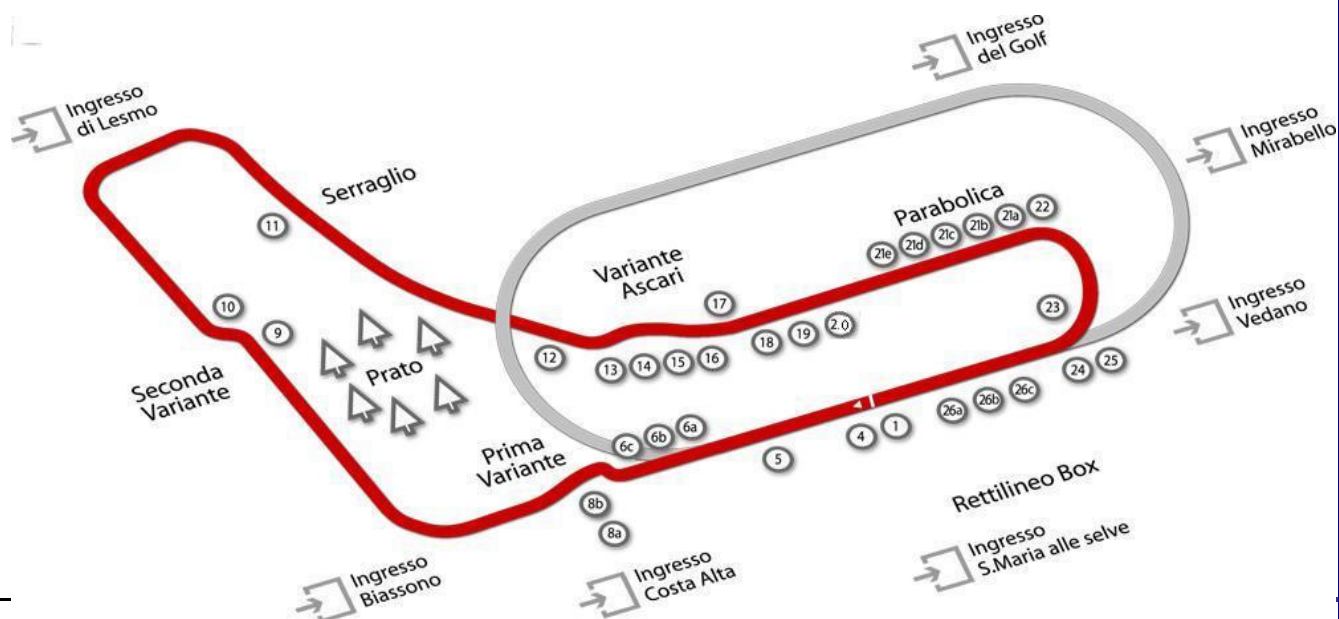 Ingresso
del Golf
Ingresso
di Lesmo
Ingresso
Mirabello
Serraglio
Parabolica
22
21a
21b
21c
21d
21e
11
Variante
Ascari
17
Ingresso
Vedano
10
9
23
12
13
14
15
16
18
19
2.0
Seconda
Variante
Prato
24
25
26a
26b
26c
Prima
Variante
6c
6b
6a
5
4
1
8b
8a
Rettilineo Box
Ingresso
Biassono
Ingresso
Costa Alta
Ingresso
S.Maria alle selve